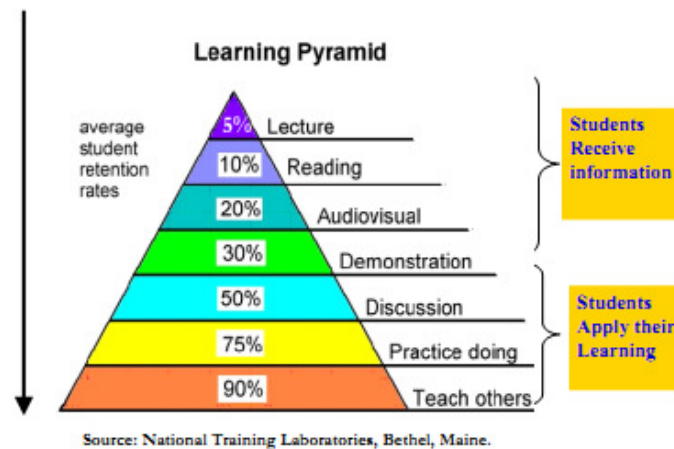 Learning Pyramid
average
student
retention
rates
5% Lecture
10% Reading
20% Audiovisual
30% Demonstration
50% Discussion
75% Practice doing
90% Teach others
Students
Receive
information
Students
Apply their
Learning
Source: National Training Laboratories, Bethel, Maine.